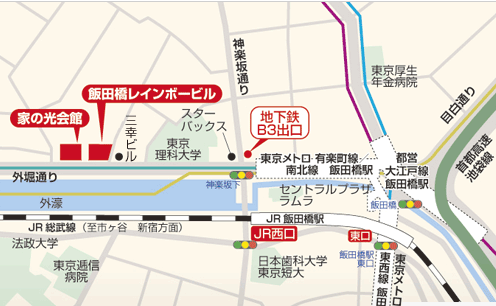 神楽坂通り
飯田橋レインボービル
家の光会館
三幸ビル
スター
バックス
東京
理科大学
地下鉄
B3出口
東京厚生
年金病院
目白通り
首都高速
池袋線
東京メトロ・有楽町線
南北線 飯田橋駅
都営
大江戸線
飯田橋駅
外堀通り
神楽坂下
セントラルプラザ
ラムラ
飯田橋
外濠
JR 飯田橋駅
JR 総武線 (至市ヶ谷 新宿方面)
JR西口
東口
飯田橋駅
東口
法政大学
東京逓信
病院
日本歯科大学
東京短大
東京メトロ
東西線 飯田